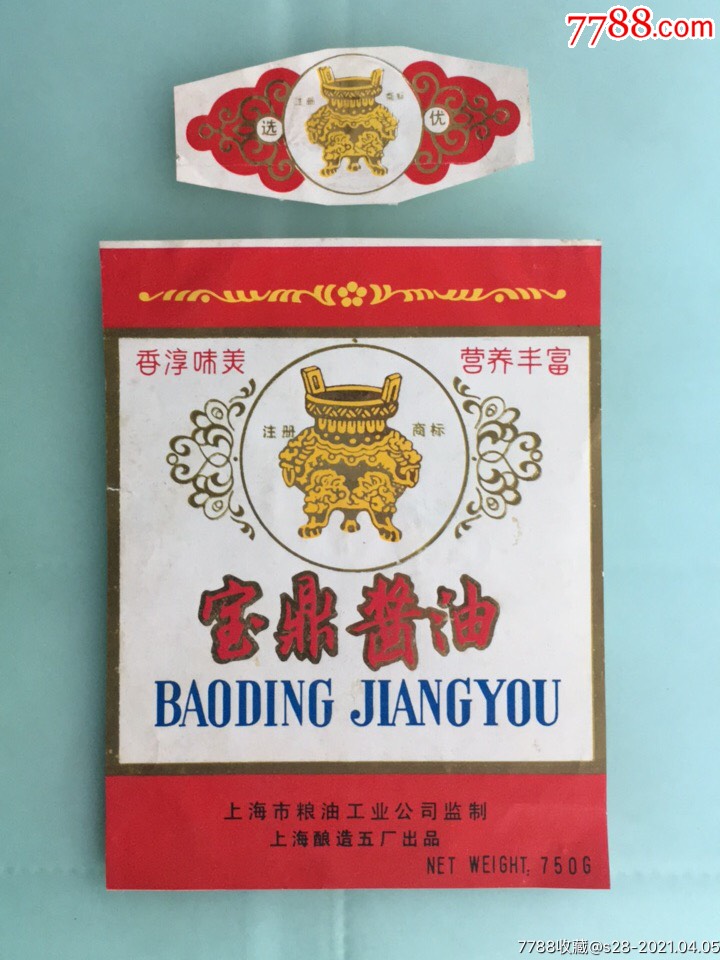 7788.com
注册 商标
选 优
香淳味美 营养丰富
注册 商标
宝鼎酱油
BAODING JIANGYOU
上海市粮油工业公司监制
上海酿造五厂出品
NET WEIGHT: 750G
7788收藏@s28-2021.04.05